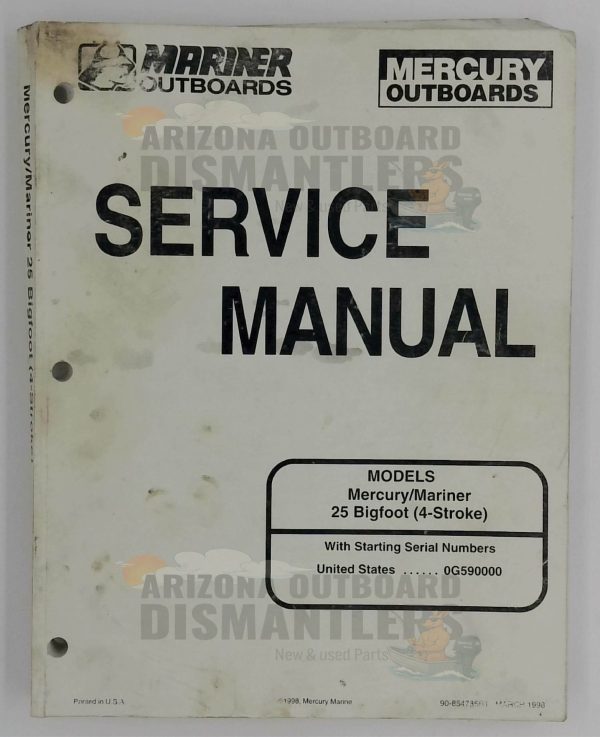 MARINER
OUTBOARDS
MERCURY
OUTBOARDS
ARIZONA OUTBOARD
DISMANTLERS
SERVICE
MANUAL
Mercury/Mariner 25 Bigfoot (4-Stroke)
MODELS
Mercury/Mariner
25 Bigfoot (4-Stroke)
With Starting Serial Numbers
United States ...... 0G590000
ARIZONA OUTBOARD
DISMANTLERS
New & used Parts
Printed in U.S.A.
©1998, Mercury Marine
MARCH 1998